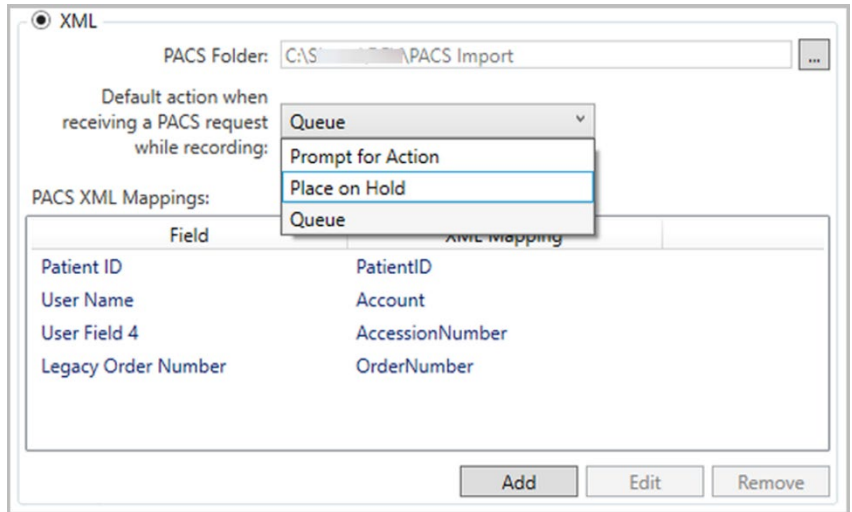 XML
PACS Folder: C:\S \PACS Import ...
Default action when
receiving a PACS request
while recording:
Queue
Prompt for Action
Place on Hold
Queue
PACS XML Mappings:
Field XML Mapping
Patient ID PatientID
User Name Account
User Field 4 AccessionNumber
Legacy Order Number OrderNumber
Add Edit Remove